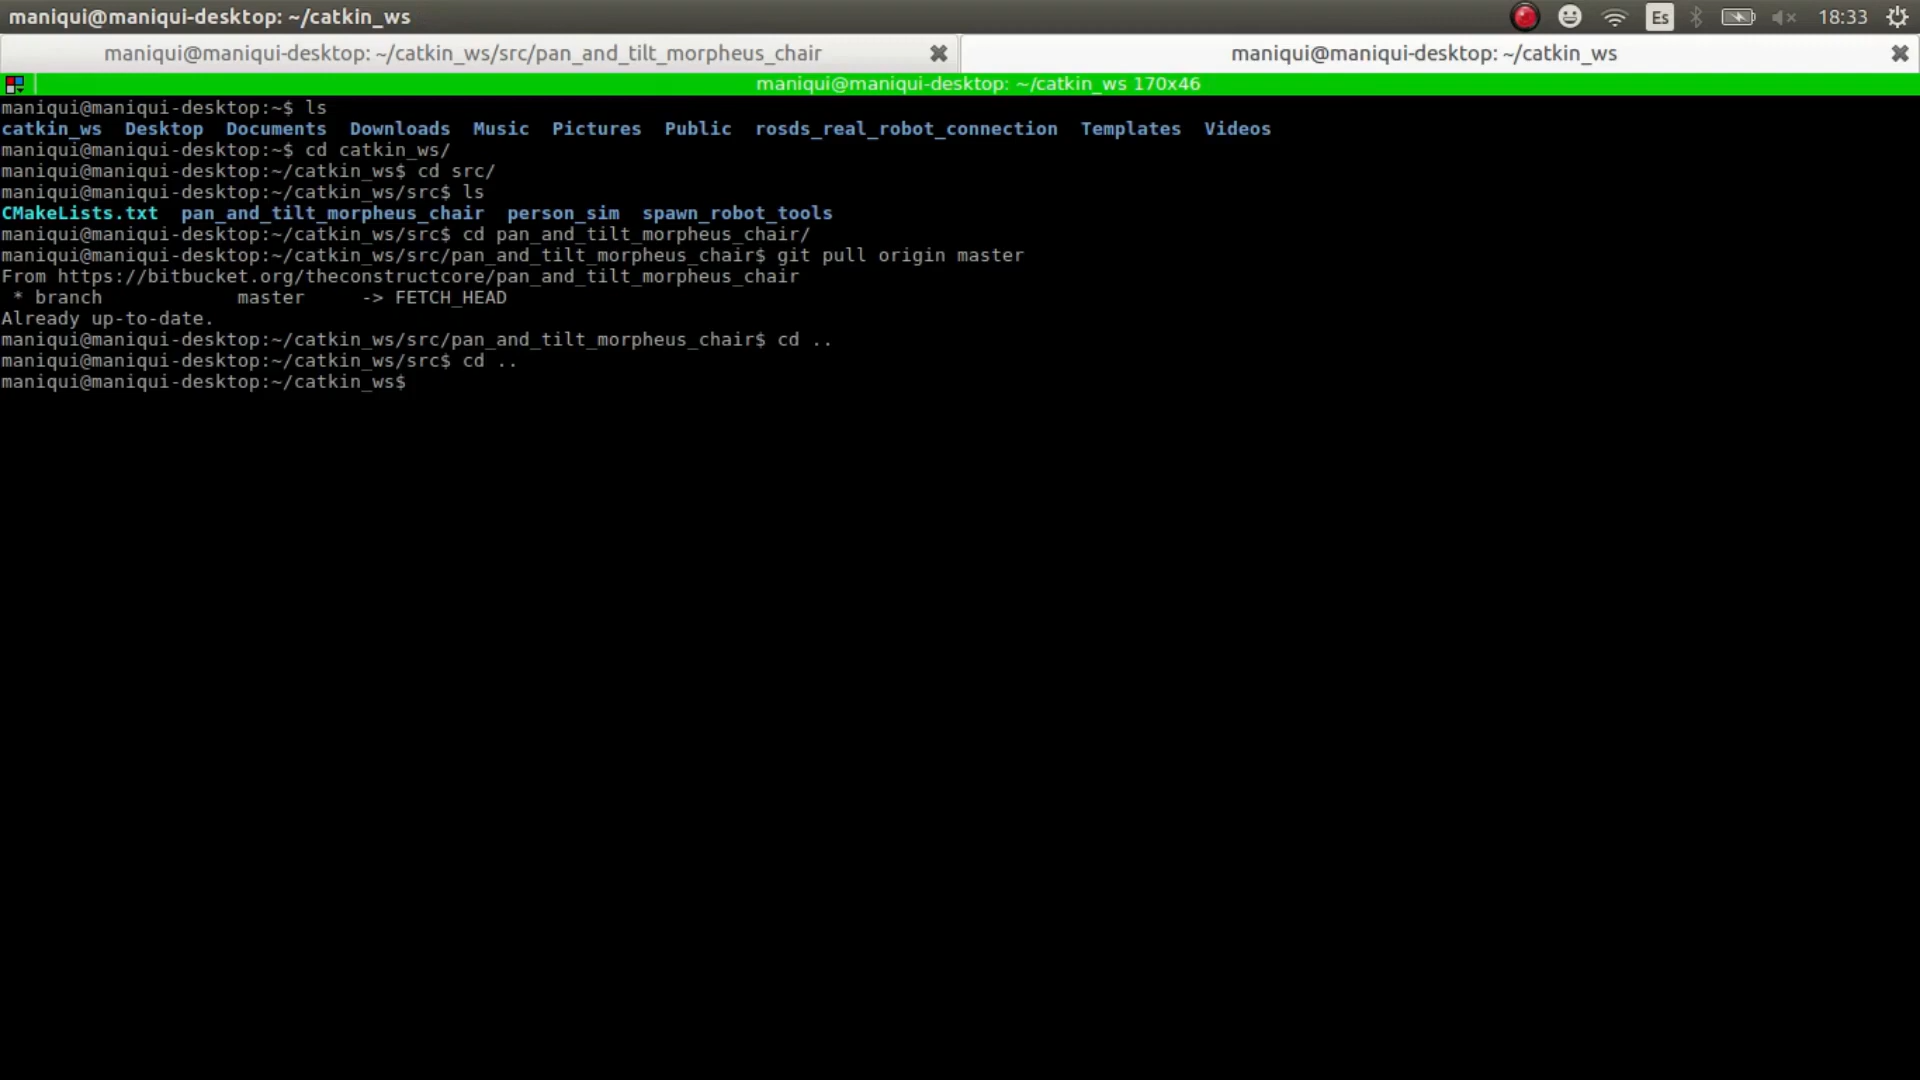 maniqui@maniqui-desktop: ~/catkin_ws
Es
18:33
maniqui@maniqui-desktop: ~/catkin_ws/src/pan_and_tilt_morpheus_chair
maniqui@maniqui-desktop: ~/catkin_ws
maniqui@maniqui-desktop: ~/catkin_ws 170x46
maniqui@maniqui-desktop:~$ ls
catkin_ws  Desktop  Documents  Downloads  Music  Pictures  Public  rosds_real_robot_connection  Templates  Videos
maniqui@maniqui-desktop:~$ cd catkin_ws/
maniqui@maniqui-desktop:~/catkin_ws$ cd src/
maniqui@maniqui-desktop:~/catkin_ws/src$ ls
CMakeLists.txt  pan_and_tilt_morpheus_chair  person_sim  spawn_robot_tools
maniqui@maniqui-desktop:~/catkin_ws/src$ cd pan_and_tilt_morpheus_chair/
maniqui@maniqui-desktop:~/catkin_ws/src/pan_and_tilt_morpheus_chair$ git pull origin master
From https://bitbucket.org/theconstructcore/pan_and_tilt_morpheus_chair
 * branch            master     -> FETCH_HEAD
Already up-to-date.
maniqui@maniqui-desktop:~/catkin_ws/src/pan_and_tilt_morpheus_chair$ cd ..
maniqui@maniqui-desktop:~/catkin_ws/src$ cd ..
maniqui@maniqui-desktop:~/catkin_ws$